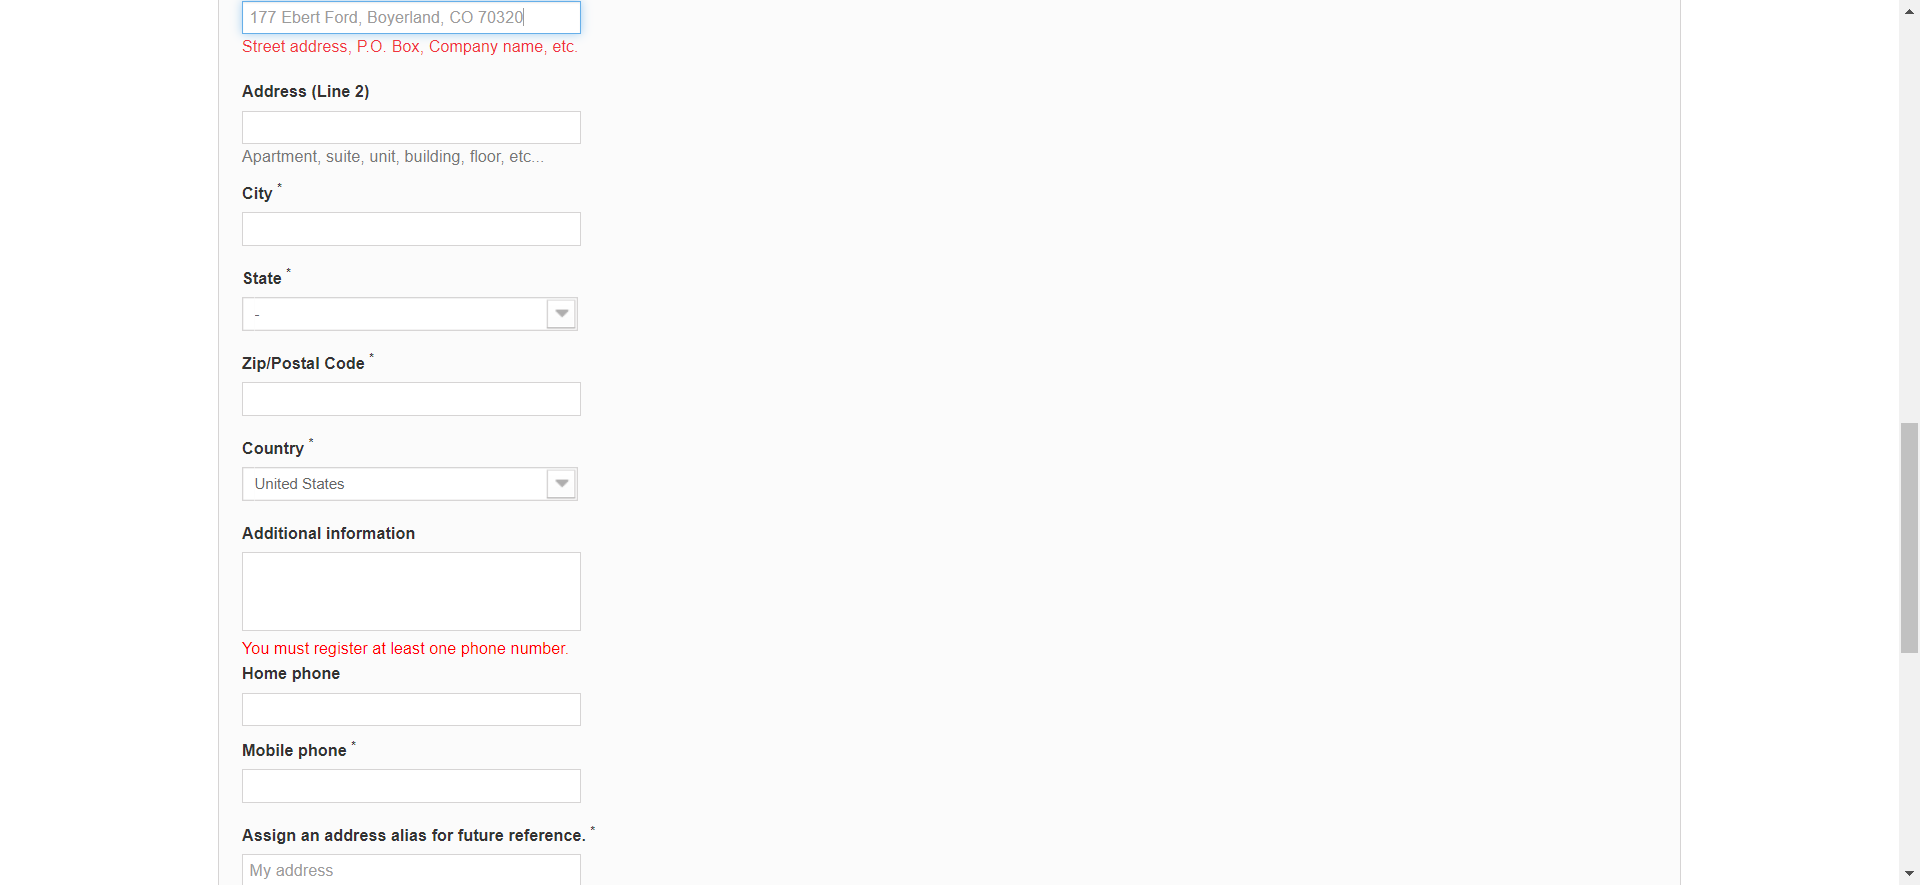 177 Ebert Ford, Boyerland, CO 70320
Street address, P.O. Box, Company name, etc.
Address (Line 2)
Apartment, suite, unit, building, floor, etc...
City *
State *
-
Zip/Postal Code *
Country *
United States
Additional information
You must register at least one phone number.
Home phone
Mobile phone *
Assign an address alias for future reference. *
My address